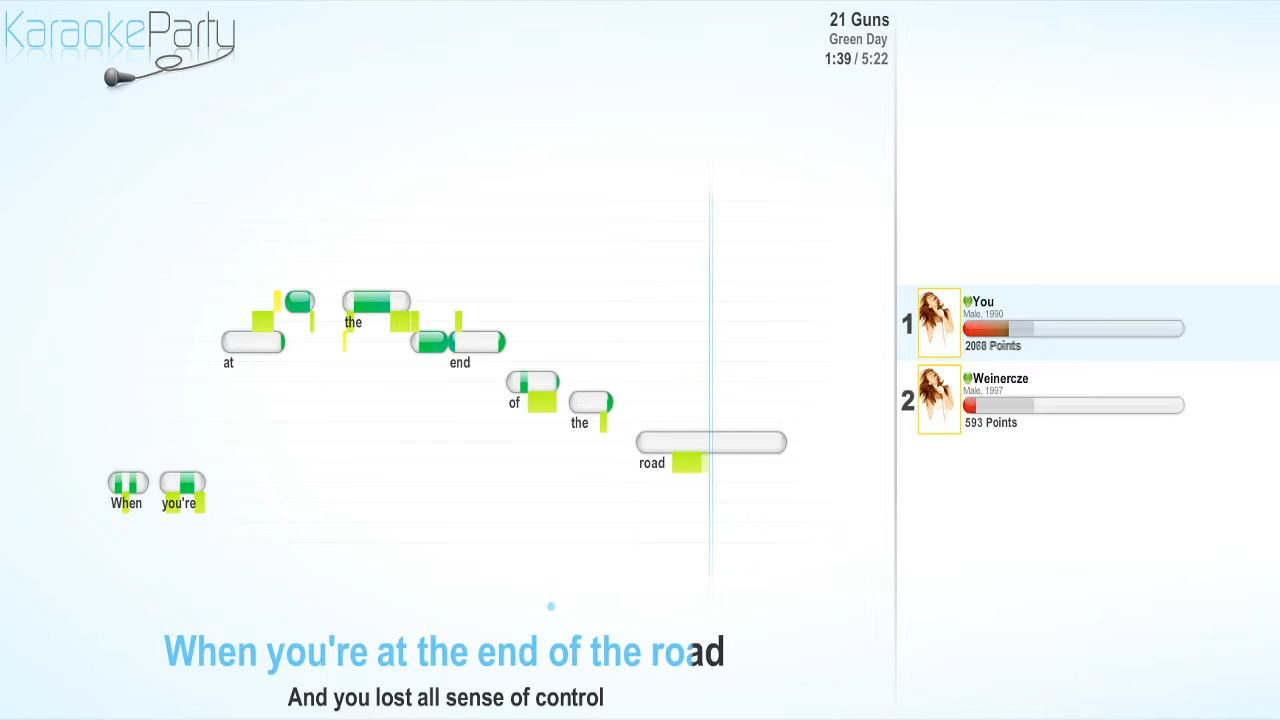 KaraokeParty
21 Guns
Green Day
1:39 / 5:22
the
at
end
of
the
road
When you're
1
You
Male, 1990
2088 Points
2
Weinercze
Male, 1997
593 Points
When you're at the end of the road
And you lost all sense of control